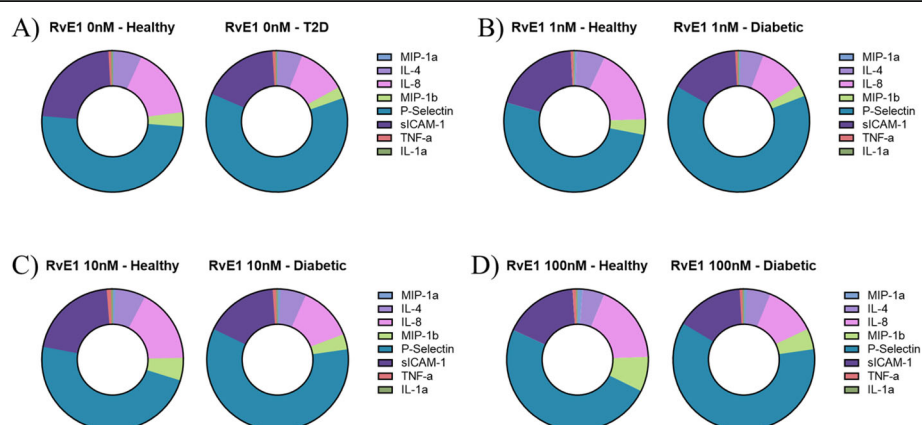 A) RvE1 0nM - Healthy RvE1 0nM - T2D
MIP-1a
IL-4
IL-8
MIP-1b
P-Selectin
sICAM-1
TNF-a
IL-1a
B) RvE1 1nM - Healthy RvE1 1nM - Diabetic
MIP-1a
IL-4
IL-8
MIP-1b
P-Selectin
sICAM-1
TNF-a
IL-1a
C) RvE1 10nM - Healthy RvE1 10nM - Diabetic
MIP-1a
IL-4
IL-8
MIP-1b
P-Selectin
sICAM-1
TNF-a
IL-1a
D) RvE1 100nM - Healthy RvE1 100nM - Diabetic
MIP-1a
IL-4
IL-8
MIP-1b
P-Selectin
sICAM-1
TNF-a
IL-1a